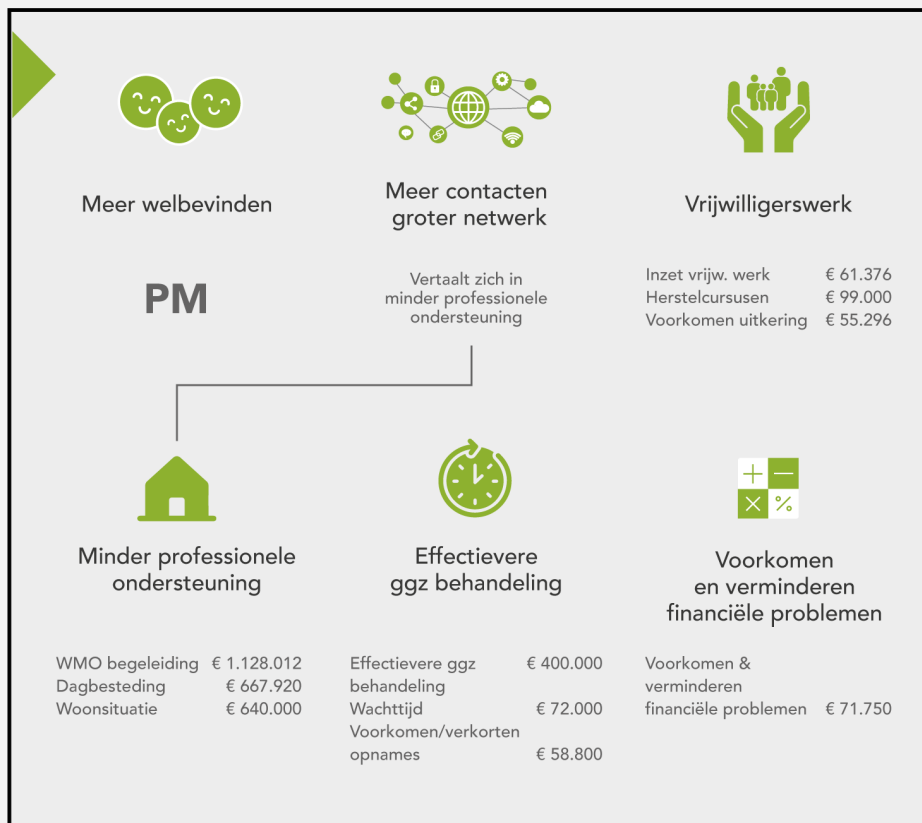 Meer welbevinden
PM
Meer contacten
groter netwerk
Vertaalt zich in
minder professionele
ondersteuning
Vrijwilligerswerk
Inzet vrijw. werk € 61.376
Herstelcursusen € 99.000
Voorkomen uitkering € 55.296
Minder professionele
ondersteuning
WMO begeleiding € 1.128.012
Dagbesteding € 667.920
Woonsituatie € 640.000
Effectievere
ggz behandeling
Effectievere ggz € 400.000
behandeling
Wachttijd € 72.000
Voorkomen/verkorten
opnames € 58.800
+ −
× %
Voorkomen
en verminderen
financiële problemen
Voorkomen &
verminderen
financiële problemen € 71.750